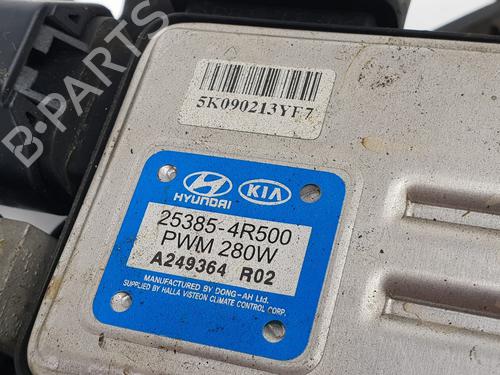 B-PARTS
5K090213YF7
HYUNDAI KIA
25385-4R500
PWM 280W
A249364 R02
MANUFACTURED BY DONG-AH Ltd.
SUPPLIED BY HALLA VISTEON CLIMATE CONTROL CORP.